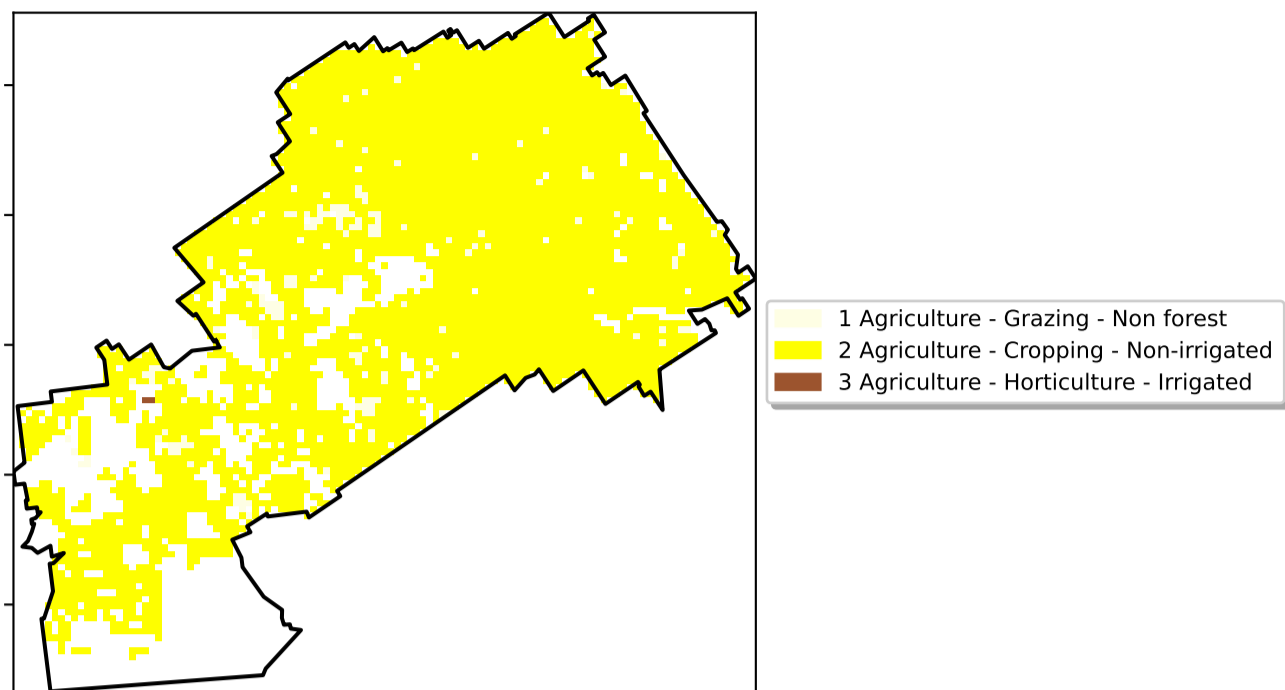 1 Agriculture - Grazing - Non forest
2 Agriculture - Cropping - Non-irrigated
3 Agriculture - Horticulture - Irrigated